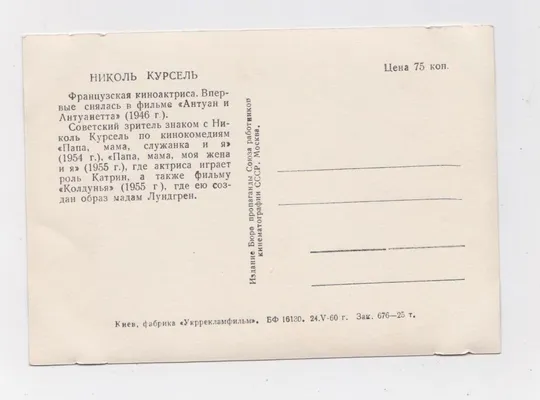 НИКОЛЬ КУРСЕЛЬ
Французская киноактриса. Впер-
вые снялась в фильме «Антуан и
Антуанетта» (1946 г.).
Советский зритель знаком с Ни-
коль Курсель по кинокомедиям
«Папа, мама, служанка и я»
(1954 г.), «Папа, мама, моя жена
и я» (1955 г.), где актриса играет
роль Катрин, а также фильму
«Колдунья» (1955 г), где ею соз-
дан образ мадам Лундгрен.
Издание Бюро пропаганды Союза работников
кинематографии СССР. Москва.
Цена 75 коп.
Киев, фабрика «Укррекламфильм». БФ 16130. 24.V-60 г. Зак. 676—25 т.